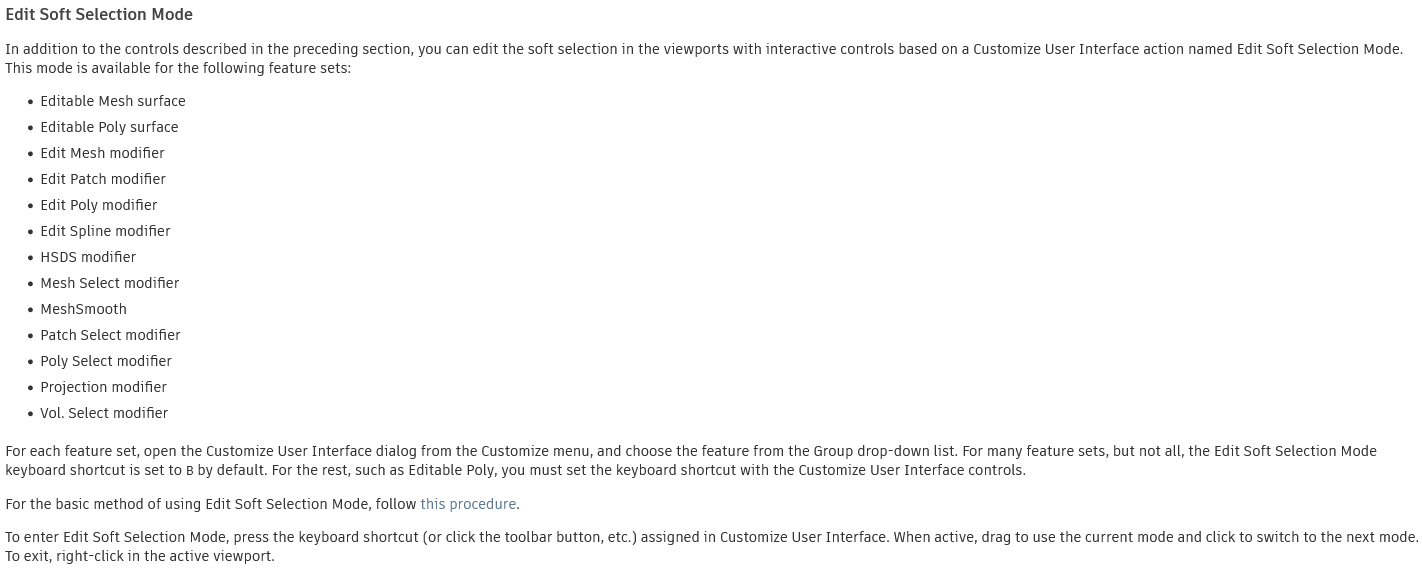 Edit Soft Selection Mode
In addition to the controls described in the preceding section, you can edit the soft selection in the viewports with interactive controls based on a Customize User Interface action named Edit Soft Selection Mode.
This mode is available for the following feature sets:
• Editable Mesh surface
• Editable Poly surface
• Edit Mesh modifier
• Edit Patch modifier
• Edit Poly modifier
• Edit Spline modifier
• HSDS modifier
• Mesh Select modifier
• MeshSmooth
• Patch Select modifier
• Poly Select modifier
• Projection modifier
• Vol. Select modifier
For each feature set, open the Customize User Interface dialog from the Customize menu, and choose the feature from the Group drop-down list. For many feature sets, but not all, the Edit Soft Selection Mode
keyboard shortcut is set to B by default. For the rest, such as Editable Poly, you must set the keyboard shortcut with the Customize User Interface controls.
For the basic method of using Edit Soft Selection Mode, follow this procedure.
To enter Edit Soft Selection Mode, press the keyboard shortcut (or click the toolbar button, etc.) assigned in Customize User Interface. When active, drag to use the current mode and click to switch to the next mode.
To exit, right-click in the active viewport.